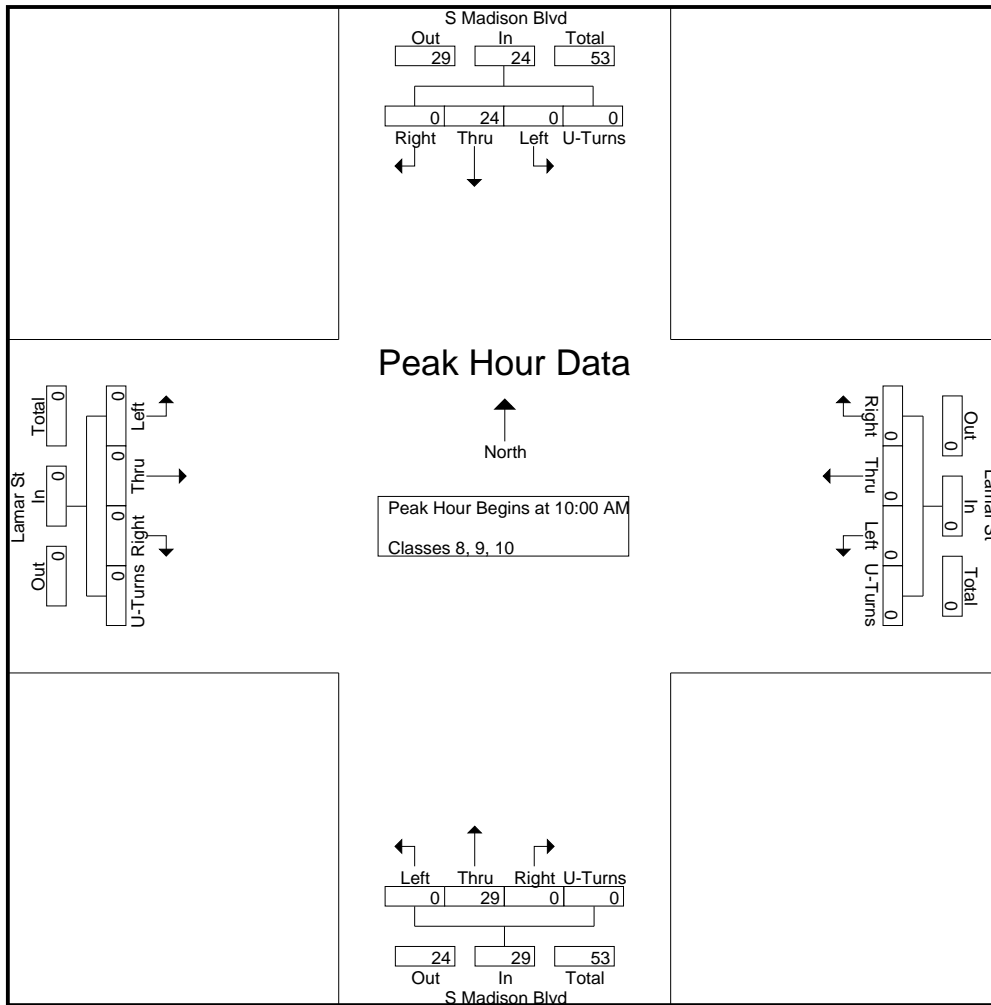 S Madison Blvd
Out In Total
29 24 53
0 24 0 0
Right Thru Left U-Turns
Peak Hour Data
North
Peak Hour Begins at 10:00 AM
Classes 8, 9, 10
Lamar St
Total In Out
0 0 0
0 0 0 0
Left Thru Right U-Turns
Right Thru Left U-Turns
0 0 0 0
Out In Total
0 0 0
Lamar St
Left Thru Right U-Turns
0 29 0 0
24 29 53
Out In Total
S Madison Blvd